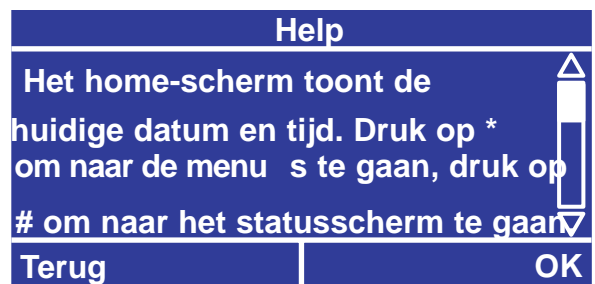 Help
Het home-scherm toont de
huidige datum en tijd. Druk op *
om naar de menu s te gaan, druk op
# om naar het statusscherm te gaan.
Terug OK